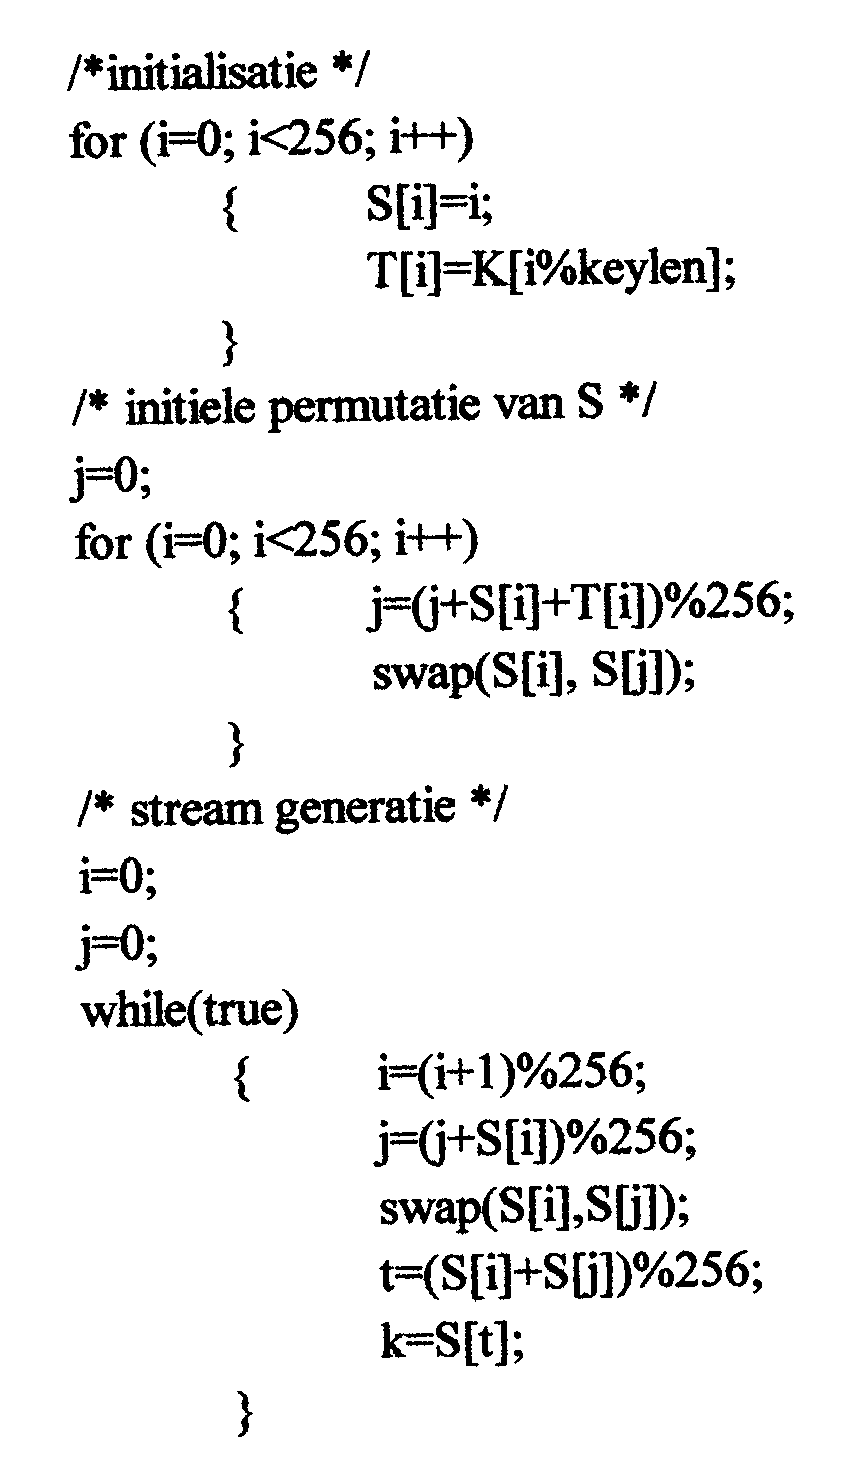 /*initialisatie */
for (i=0; i<256; i++)
{ S[i]=i;
T[i]=K[i%keylen];
}
/* initiele permutatie van S */
j=0;
for (i=0; i<256; i++)
{ j=(j+S[i]+T[i])%256;
swap(S[i], S[j]);
}
/* stream generatie */
i=0;
j=0;
while(true)
{ i=(i+1)%256;
j=(j+S[i])%256;
swap(S[i],S[j]);
t=(S[i]+S[j])%256;
k=S[t];
}